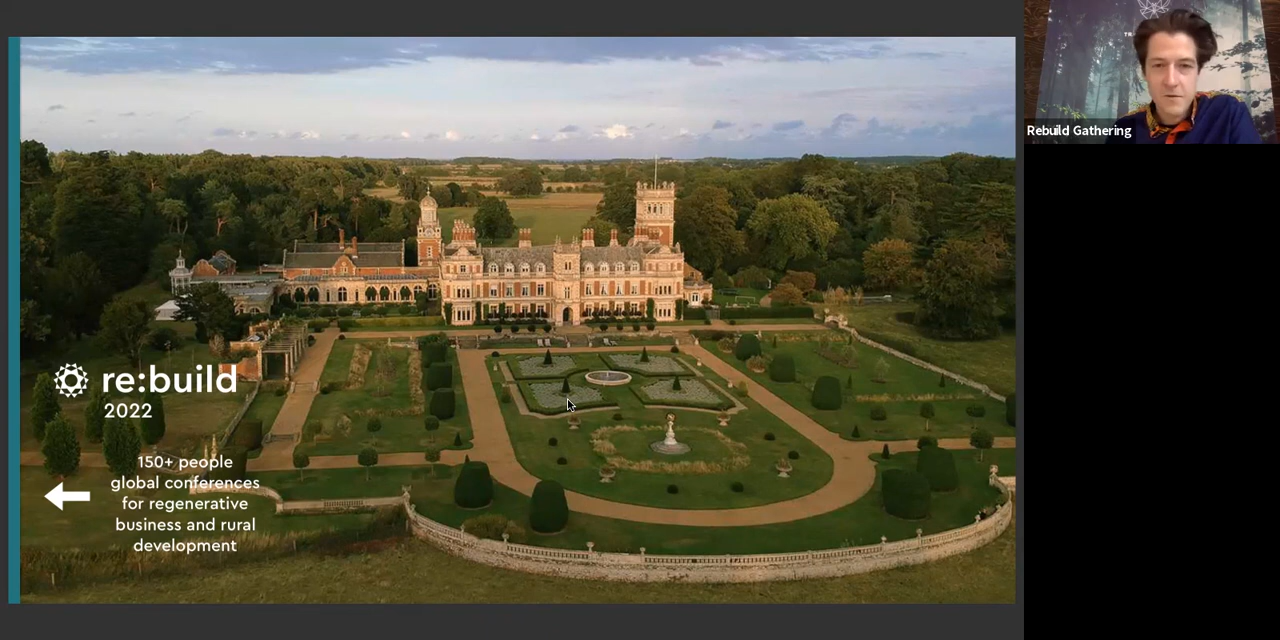 re:build
2022
150+ people
global conferences
for regenerative
business and rural
development
Rebuild Gathering